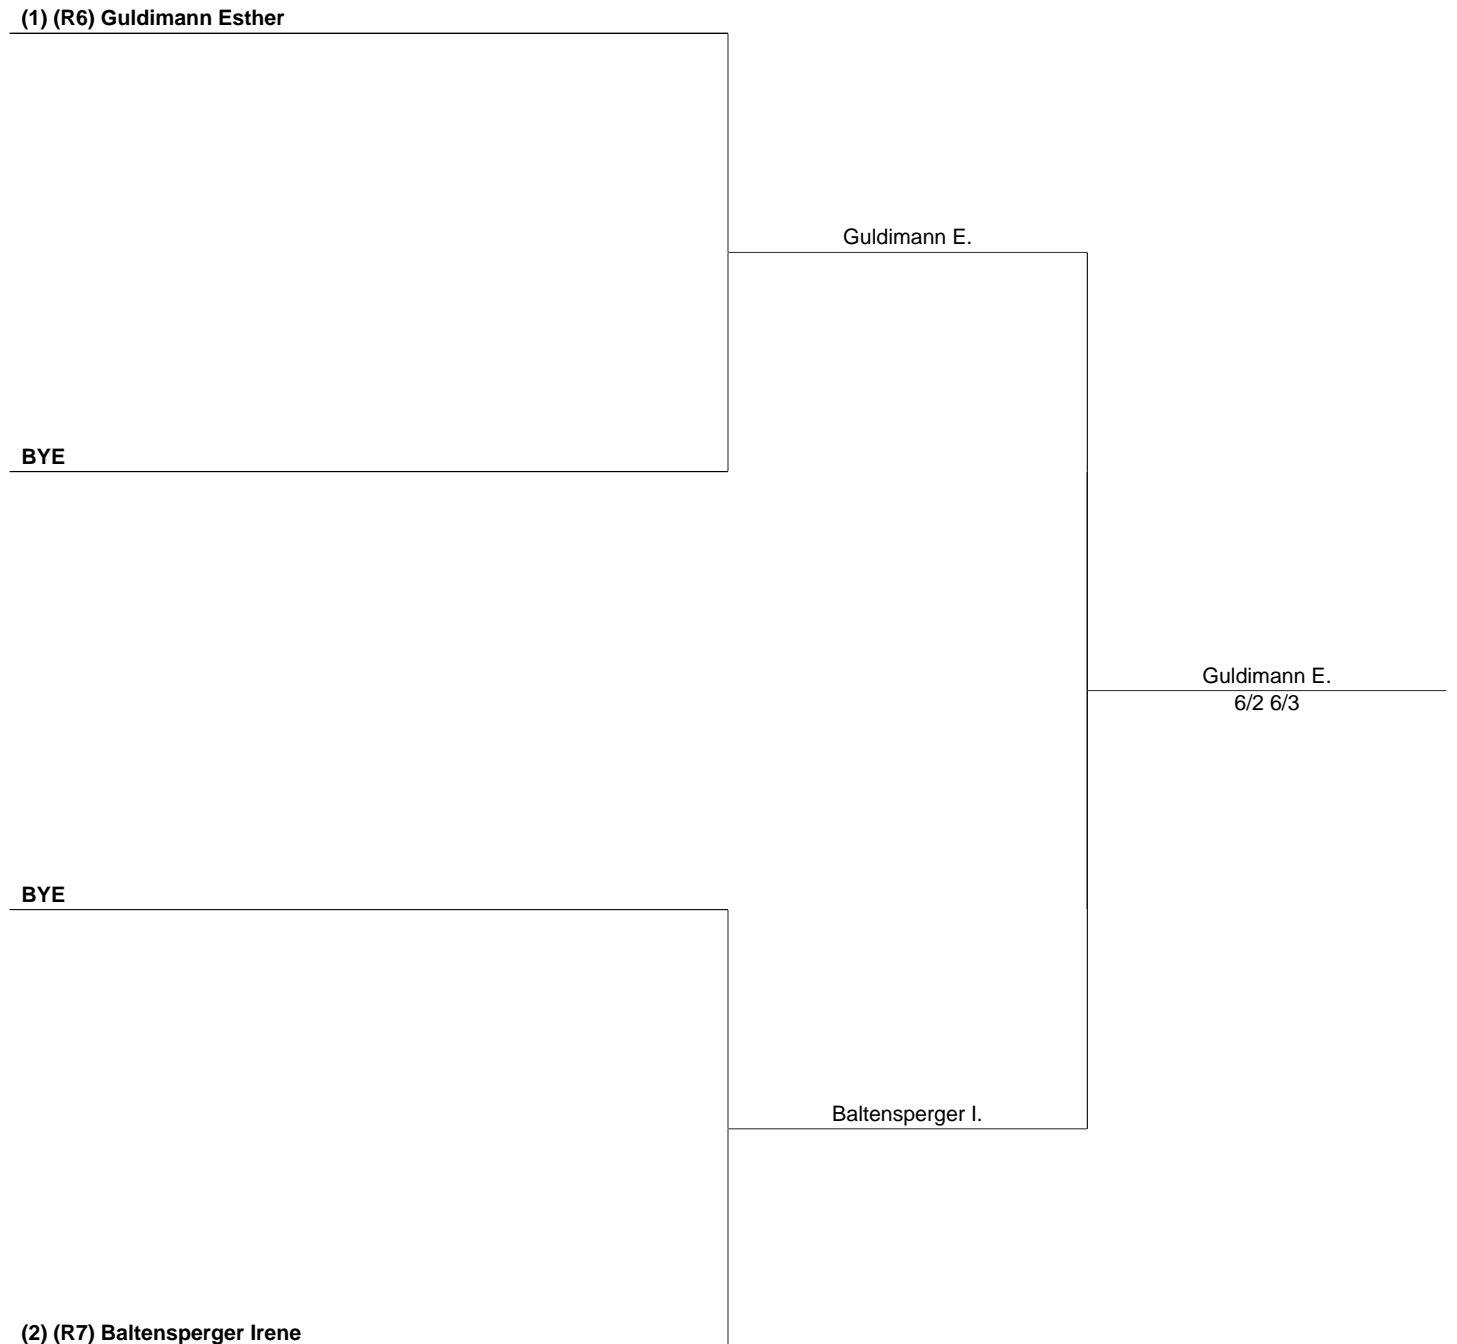 (1) (R6) Guldimann Esther
Guldimann E.
BYE
Guldimann E.
6/2 6/3
BYE
Baltensperger I.
(2) (R7) Baltensperger Irene